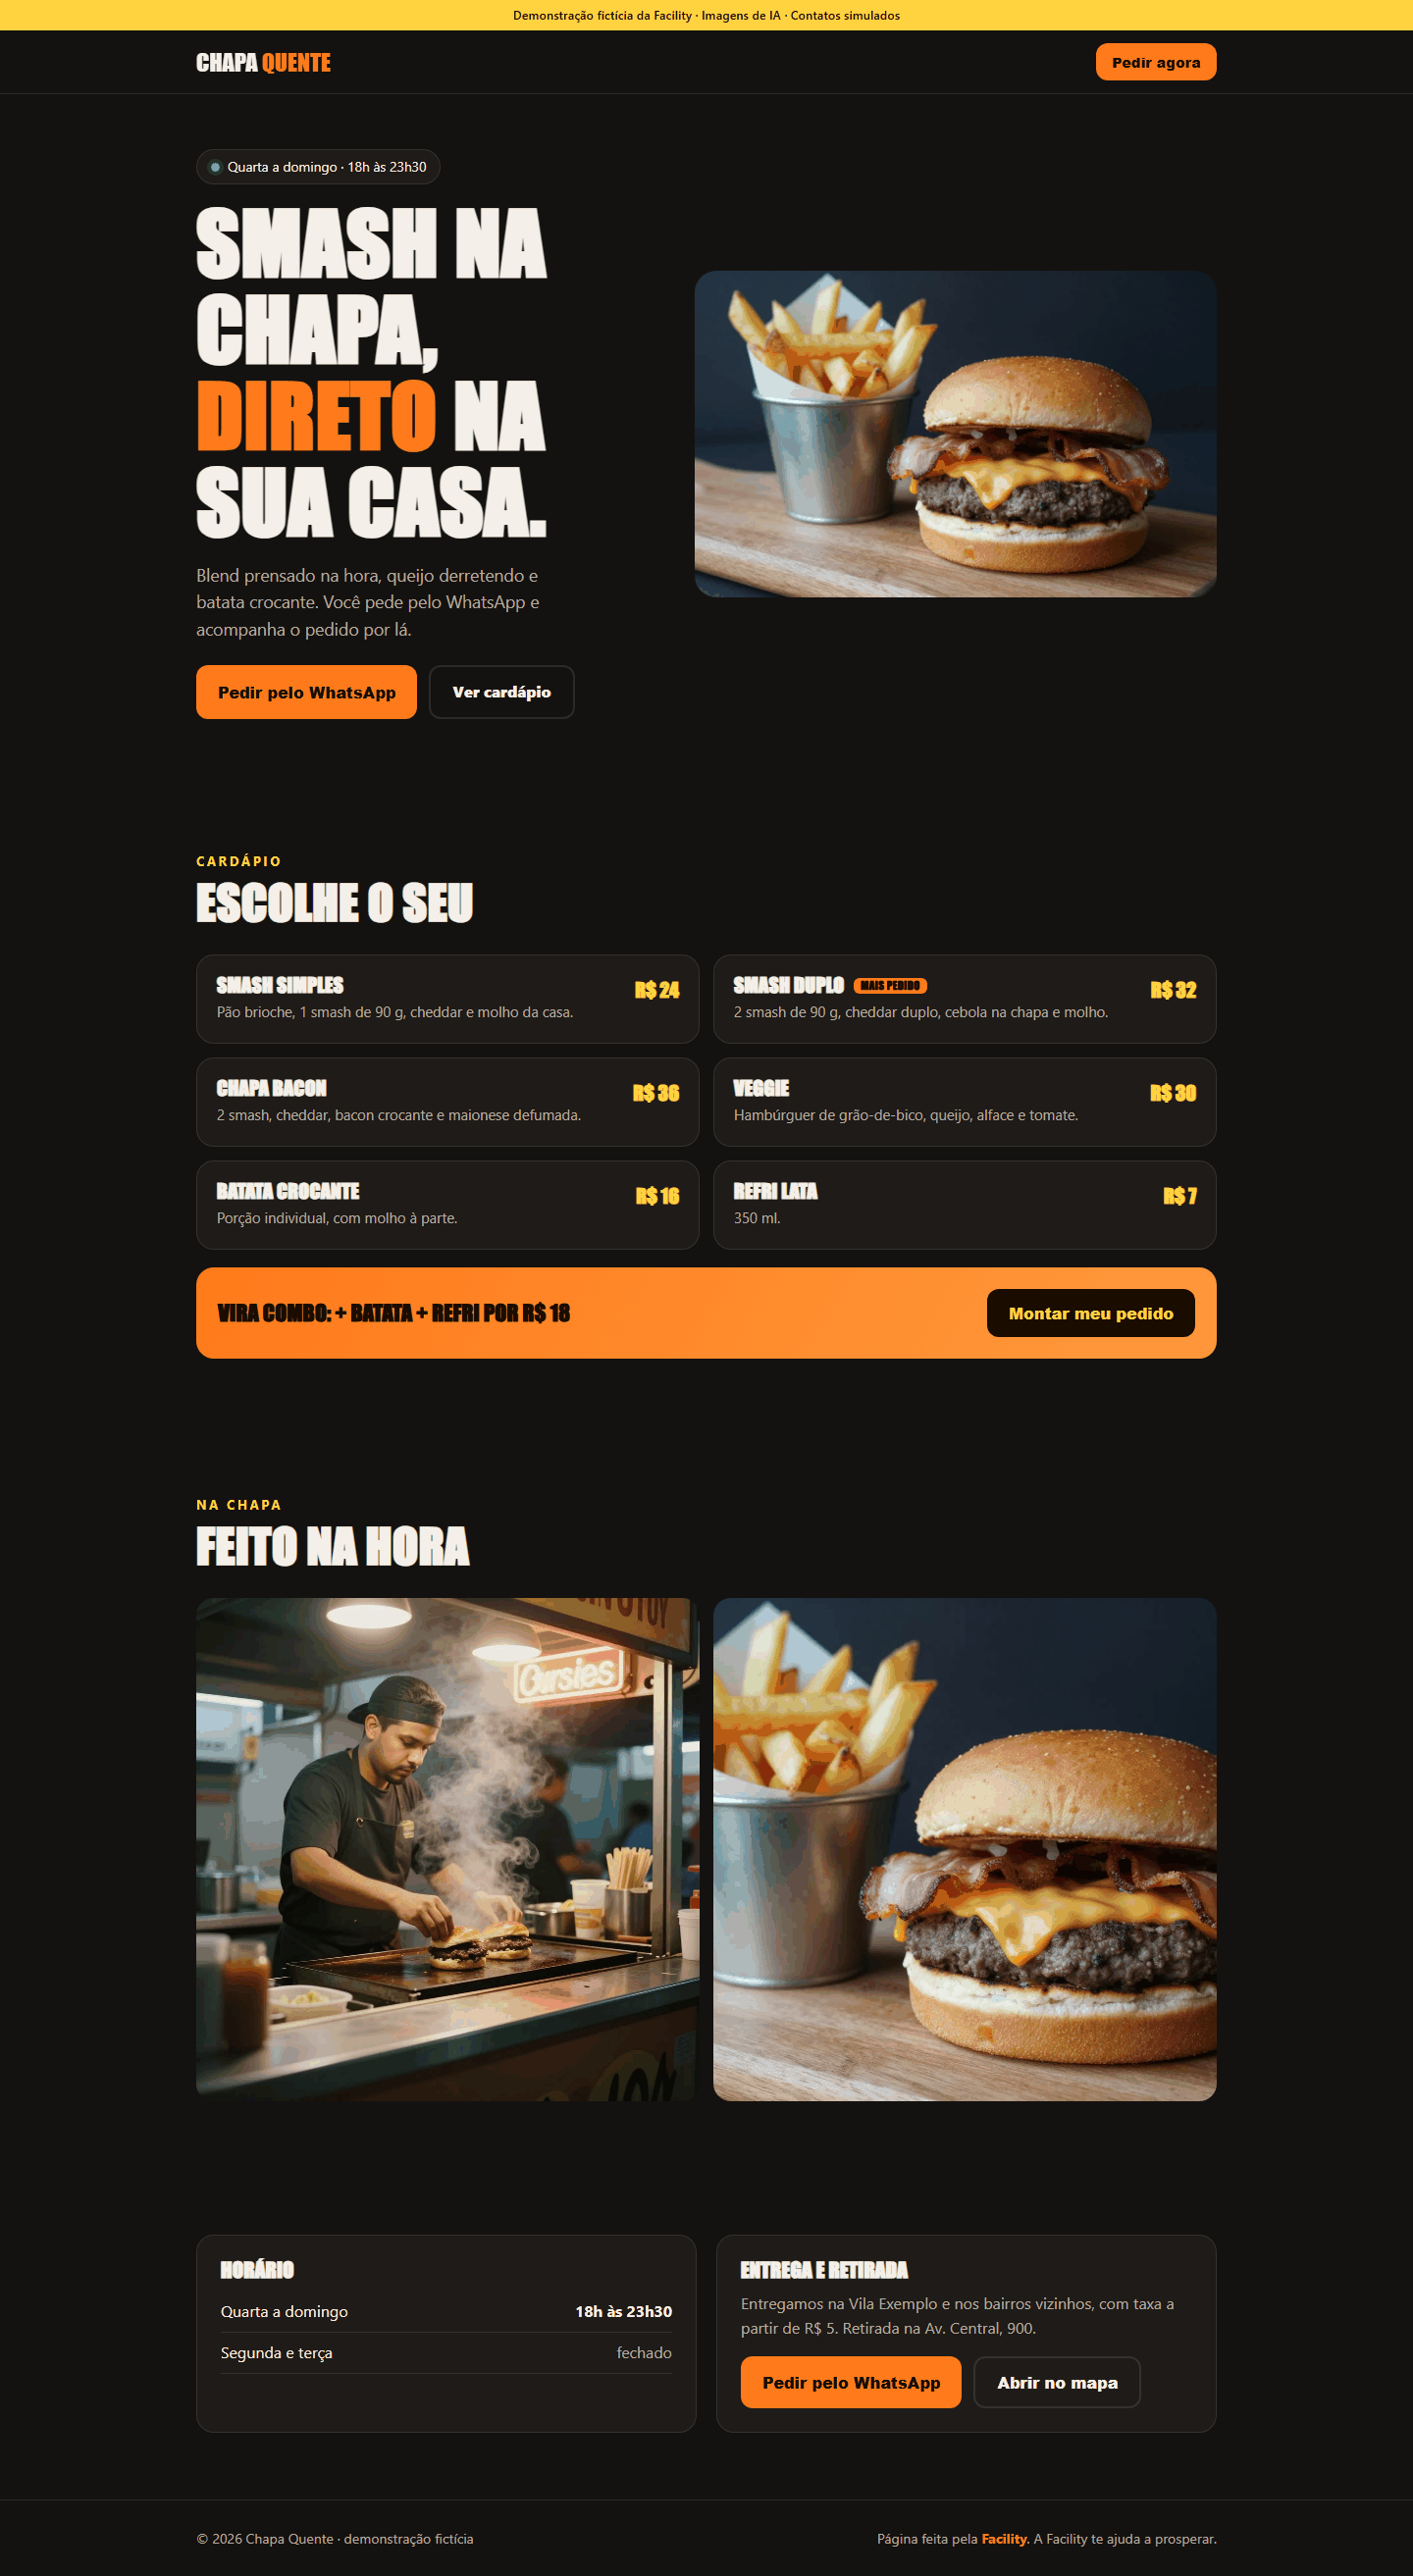 Demonstração fictícia da Facility · Imagens de IA · Contatos simulados
CHAPA QUENTE
Pedir agora
Quarta a domingo · 18h às 23h30
SMASH NA
CHAPA,
DIRETO NA
SUA CASA.
Blend prensado na hora, queijo derretendo e
batata crocante. Você pede pelo WhatsApp e
acompanha o pedido por lá.
Pedir pelo WhatsApp
Ver cardápio
CARDÁPIO
ESCOLHE O SEU
SMASH SIMPLES
R$ 24
Pão brioche, 1 smash de 90 g, cheddar e molho da casa.
SMASH DUPLO MAIS PEDIDO
R$ 32
2 smash de 90 g, cheddar duplo, cebola na chapa e molho.
CHAPA BACON
R$ 36
2 smash, cheddar, bacon crocante e maionese defumada.
VEGGIE
R$ 30
Hambúrguer de grão-de-bico, queijo, alface e tomate.
BATATA CROCANTE
R$ 16
Porção individual, com molho à parte.
REFRI LATA
R$ 7
350 ml.
VIRA COMBO: + BATATA + REFRI POR R$ 18
Montar meu pedido
NA CHAPA
FEITO NA HORA
HORÁRIO
Quarta a domingo 18h às 23h30
Segunda e terça fechado
ENTREGA E RETIRADA
Entregamos na Vila Exemplo e nos bairros vizinhos, com taxa a
partir de R$ 5. Retirada na Av. Central, 900.
Pedir pelo WhatsApp
Abrir no mapa
© 2026 Chapa Quente · demonstração fictícia
Página feita pela Facility. A Facility te ajuda a prosperar.